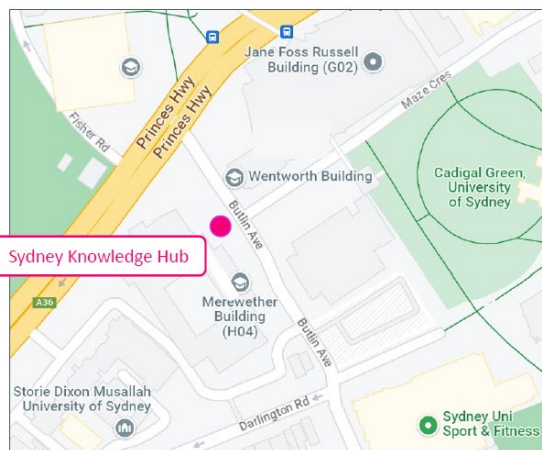 Jane Foss Russell
Building (G02)
Princes Hwy
Princes Hwy
Maze Cres
Fisher Rd
Wentworth Building
Cadigal Green,
University
of Sydney
Butlin Ave
Sydney Knowledge Hub
A36
Merewether
Building
(H04)
Butlin Ave
Storie Dixon Musallah
University of Sydney
Darlington Rd
Sydney Uni
Sport & Fitness